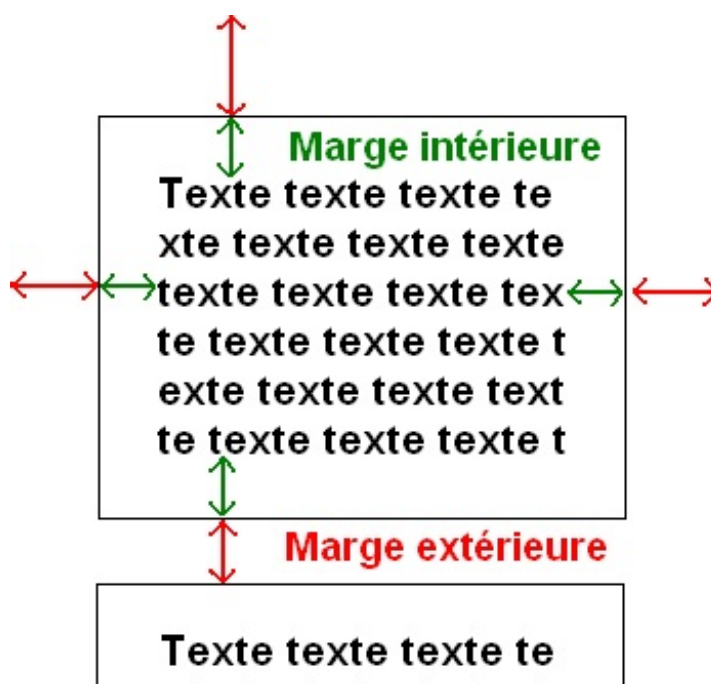 Marge intérieure
Texte texte texte te
xte texte texte texte
texte texte texte tex
te texte texte texte t
exte texte texte text
te texte texte texte t
Marge extérieure
Texte texte texte te